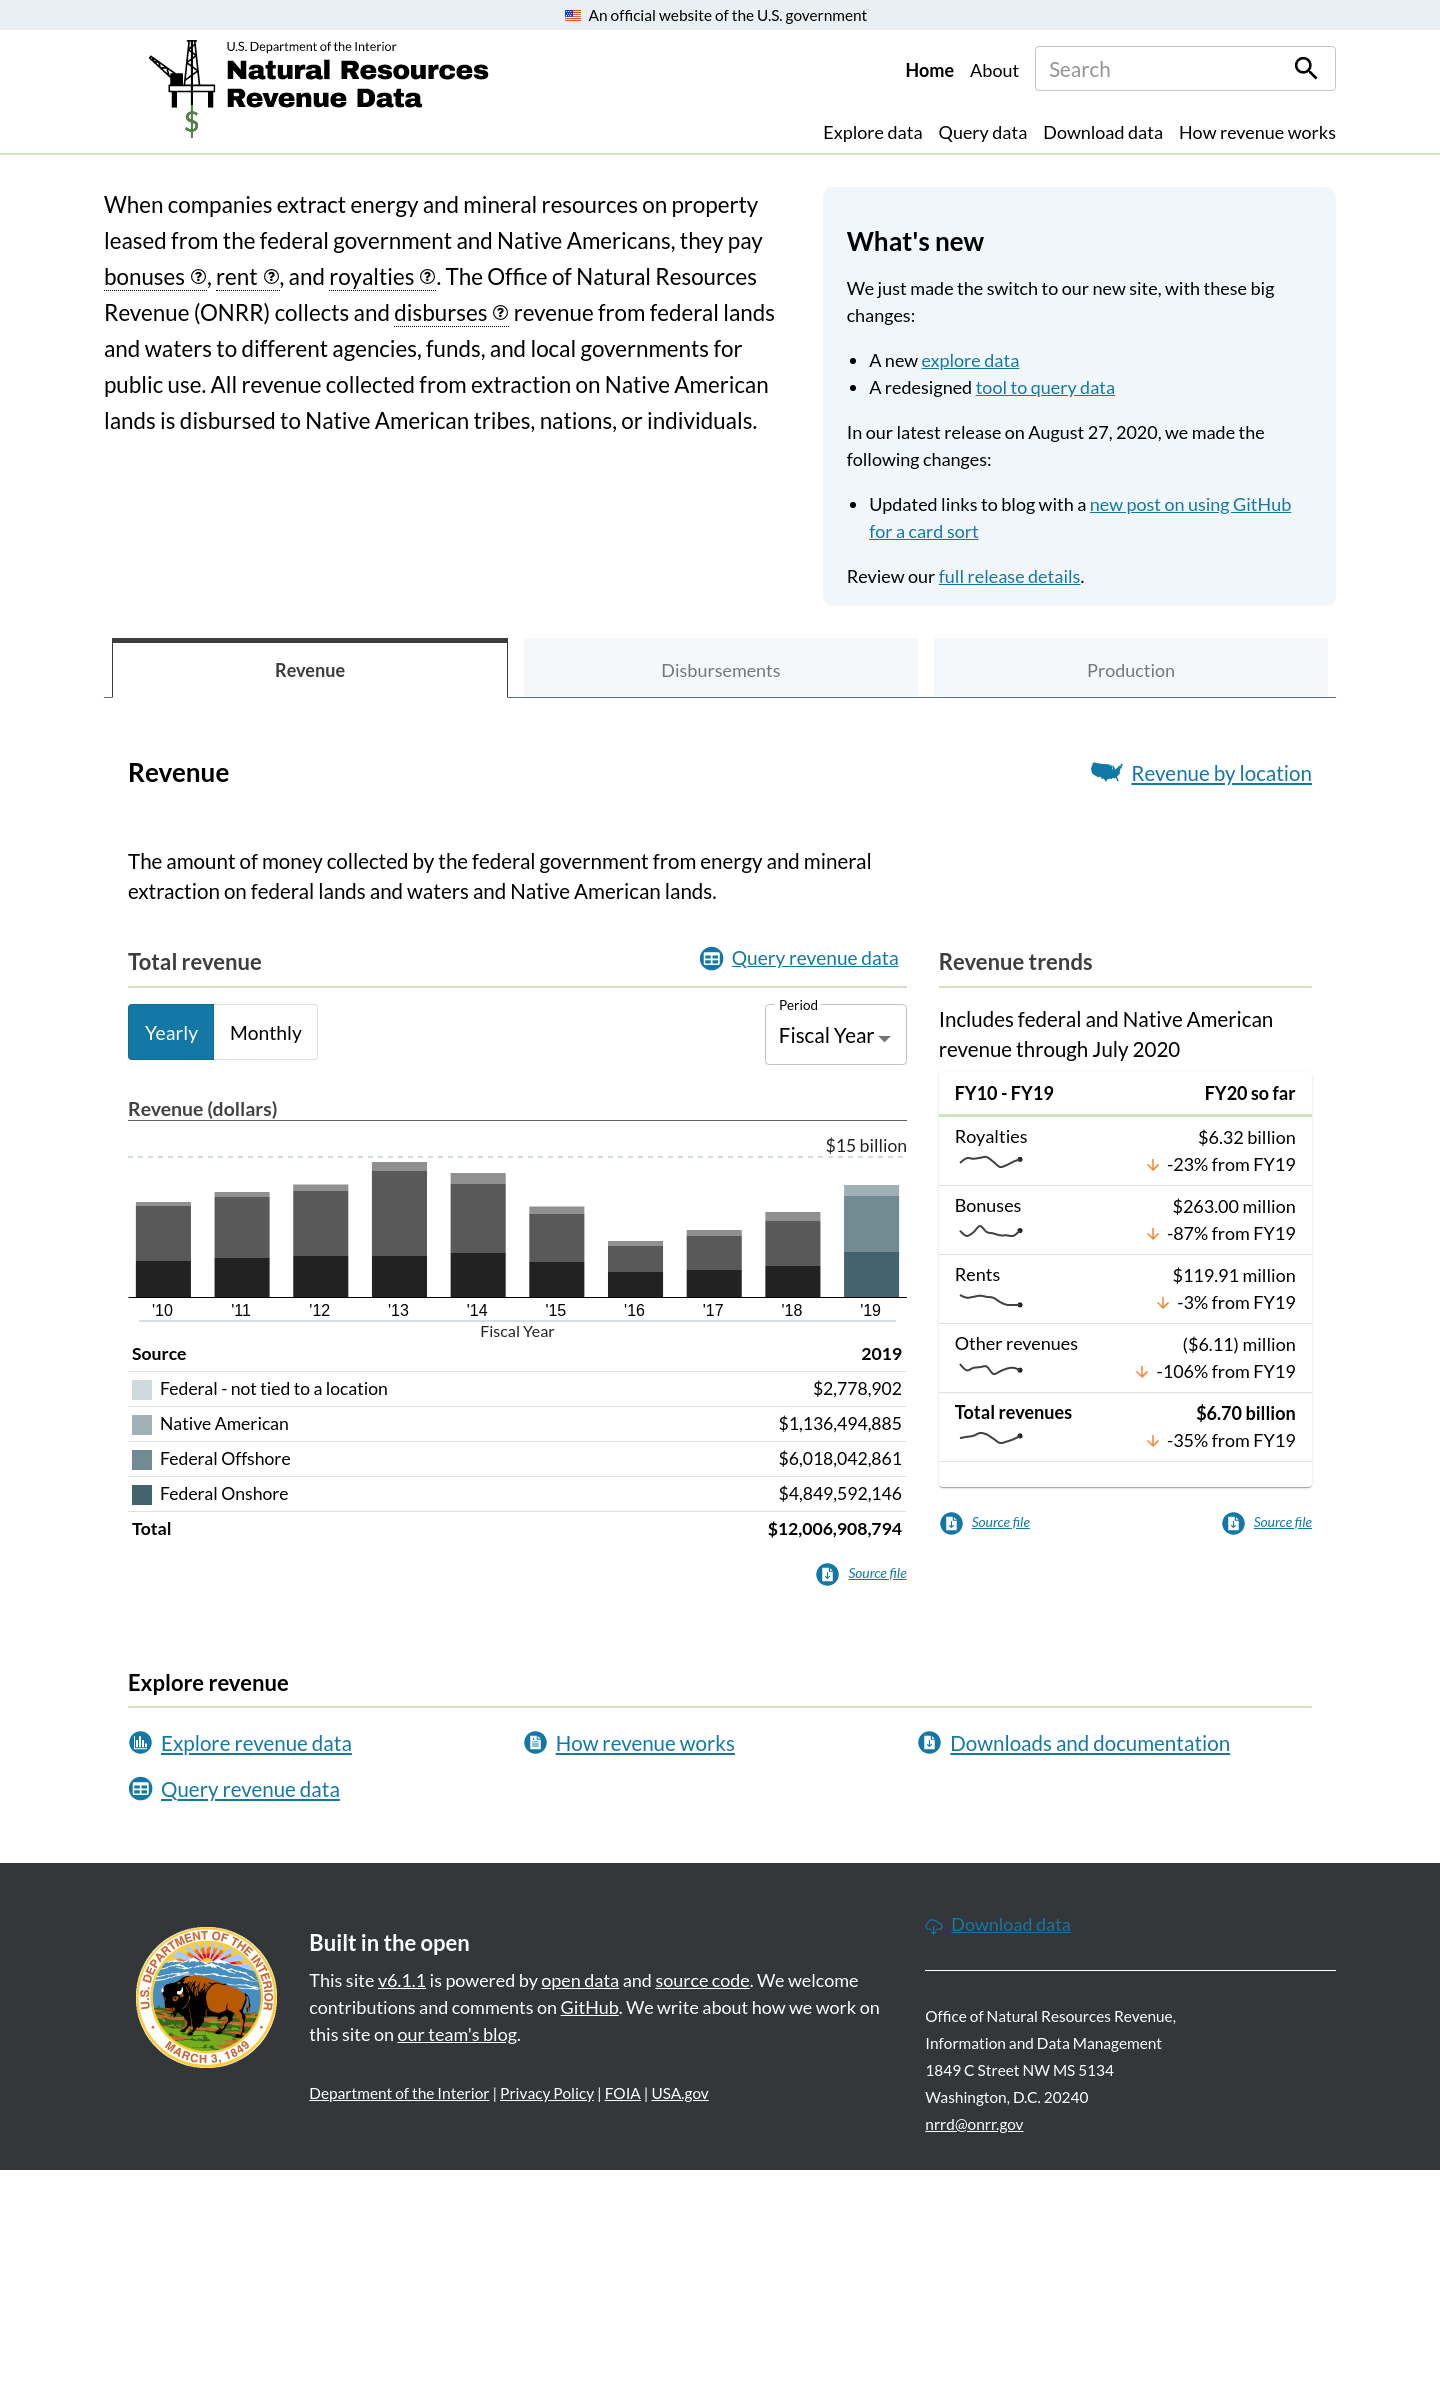 An official website of the U.S. government
U.S. Department of the Interior
Natural Resources
Revenue Data
$
Home About Search
Explore data Query data Download data How revenue works
When companies extract energy and mineral resources on property
leased from the federal government and Native Americans, they pay
bonuses ?, rent ?, and royalties ?. The Office of Natural Resources
Revenue (ONRR) collects and disburses ? revenue from federal lands
and waters to different agencies, funds, and local governments for
public use. All revenue collected from extraction on Native American
lands is disbursed to Native American tribes, nations, or individuals.
What's new
We just made the switch to our new site, with these big
changes:
• A new explore data
• A redesigned tool to query data
In our latest release on August 27, 2020, we made the
following changes:
• Updated links to blog with a new post on using GitHub
for a card sort
Review our full release details.
Revenue Disbursements Production
Revenue
Revenue by location
The amount of money collected by the federal government from energy and mineral
extraction on federal lands and waters and Native American lands.
Total revenue
Query revenue data
Yearly Monthly
Period
Fiscal Year
Revenue (dollars)
$15 billion
'10 '11 '12 '13 '14 '15 '16 '17 '18 '19
Fiscal Year
Source 2019
Federal - not tied to a location $2,778,902
Native American $1,136,494,885
Federal Offshore $6,018,042,861
Federal Onshore $4,849,592,146
Total $12,006,908,794
Source file
Revenue trends
Includes federal and Native American
revenue through July 2020
FY10 - FY19 FY20 so far
Royalties $6.32 billion
-23% from FY19
Bonuses $263.00 million
-87% from FY19
Rents $119.91 million
-3% from FY19
Other revenues ($6.11) million
-106% from FY19
Total revenues $6.70 billion
-35% from FY19
Source file Source file
Explore revenue
Explore revenue data How revenue works Downloads and documentation
Query revenue data
U.S. DEPARTMENT OF THE INTERIOR
MARCH 3, 1849
Built in the open
This site v6.1.1 is powered by open data and source code. We welcome
contributions and comments on GitHub. We write about how we work on
this site on our team's blog.
Department of the Interior | Privacy Policy | FOIA | USA.gov
Download data
Office of Natural Resources Revenue,
Information and Data Management
1849 C Street NW MS 5134
Washington, D.C. 20240
nrrd@onrr.gov